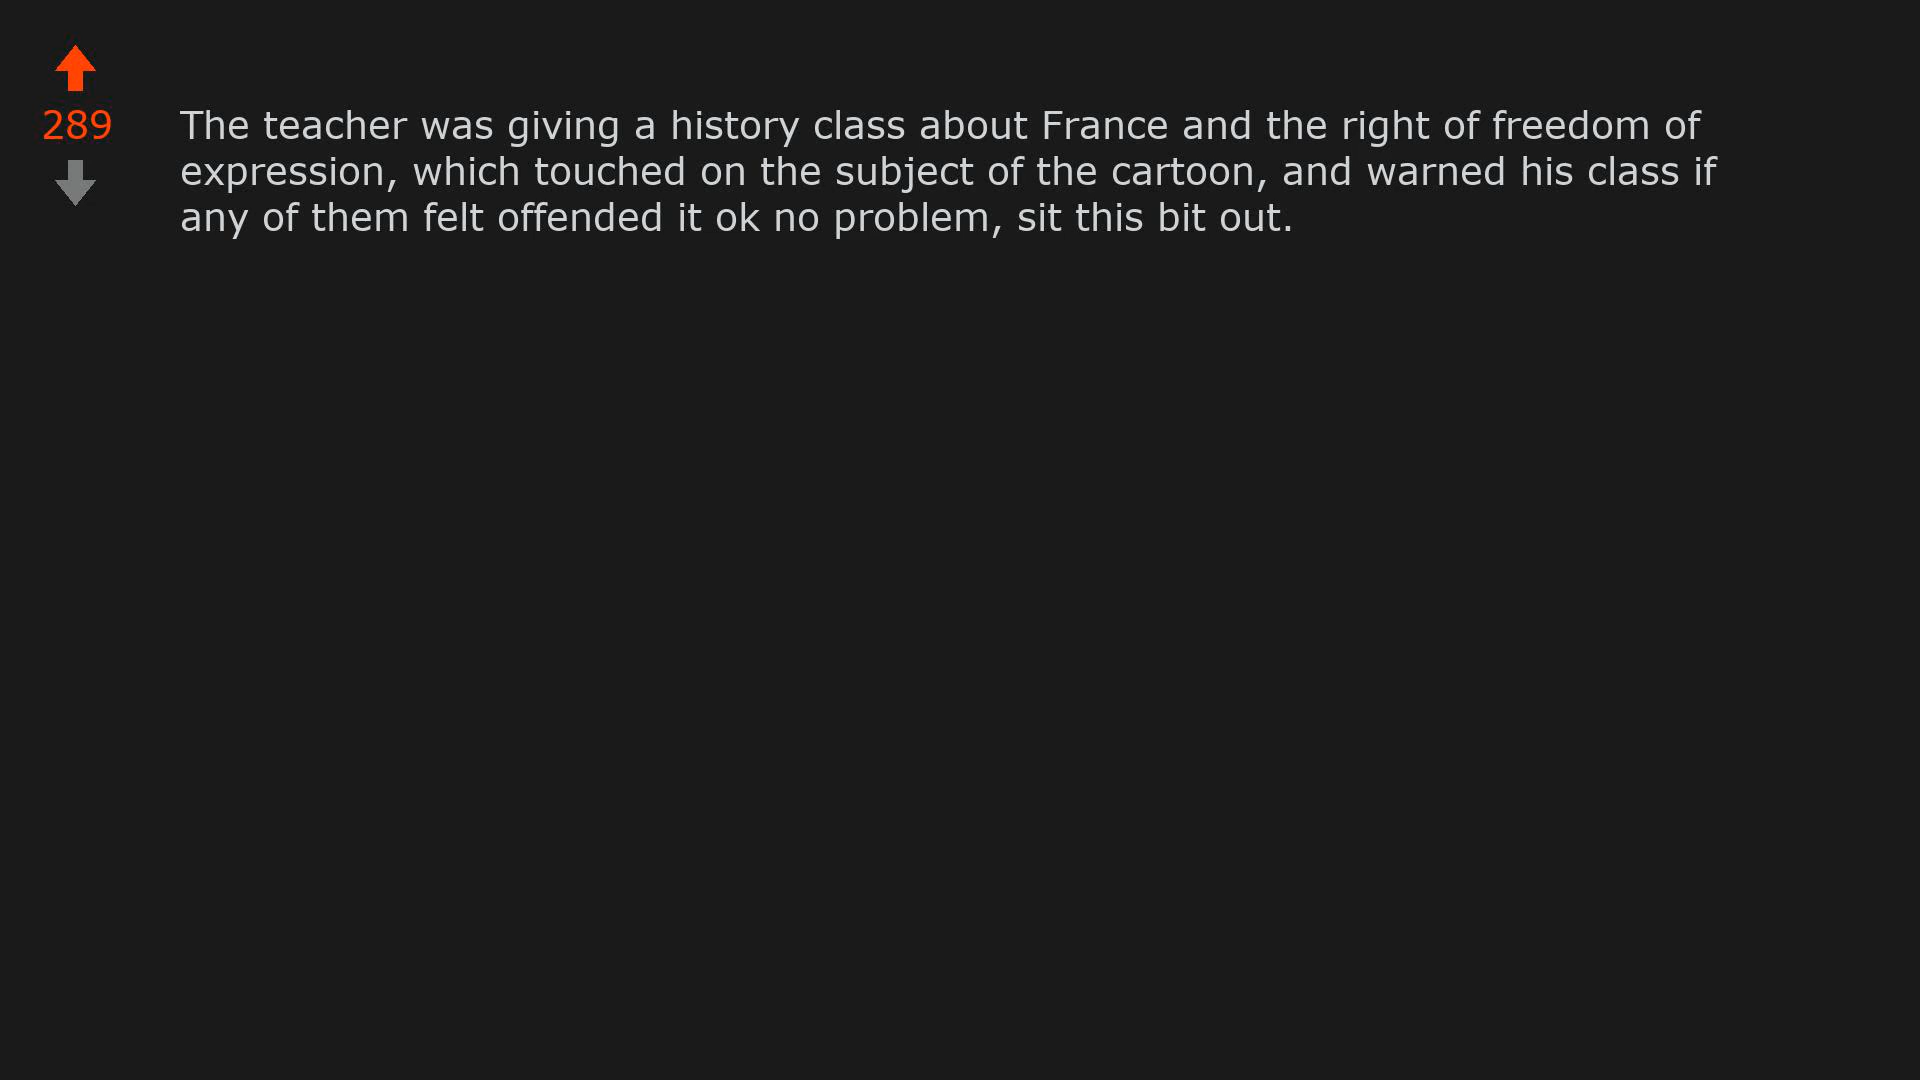 289
The teacher was giving a history class about France and the right of freedom of
expression, which touched on the subject of the cartoon, and warned his class if
any of them felt offended it ok no problem, sit this bit out.